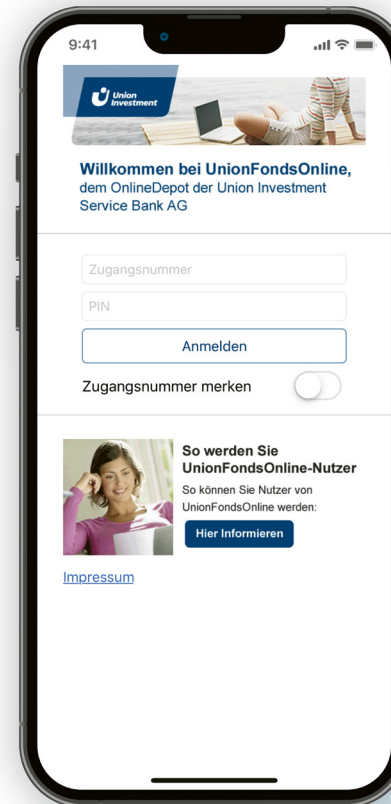 9:41
Union
Investment
Willkommen bei UnionFondsOnline,
dem OnlineDepot der Union Investment
Service Bank AG
Zugangsnummer
PIN
Anmelden
Zugangsnummer merken
So werden Sie
UnionFondsOnline-Nutzer
So können Sie Nutzer von
UnionFondsOnline werden:
Hier Informieren
Impressum